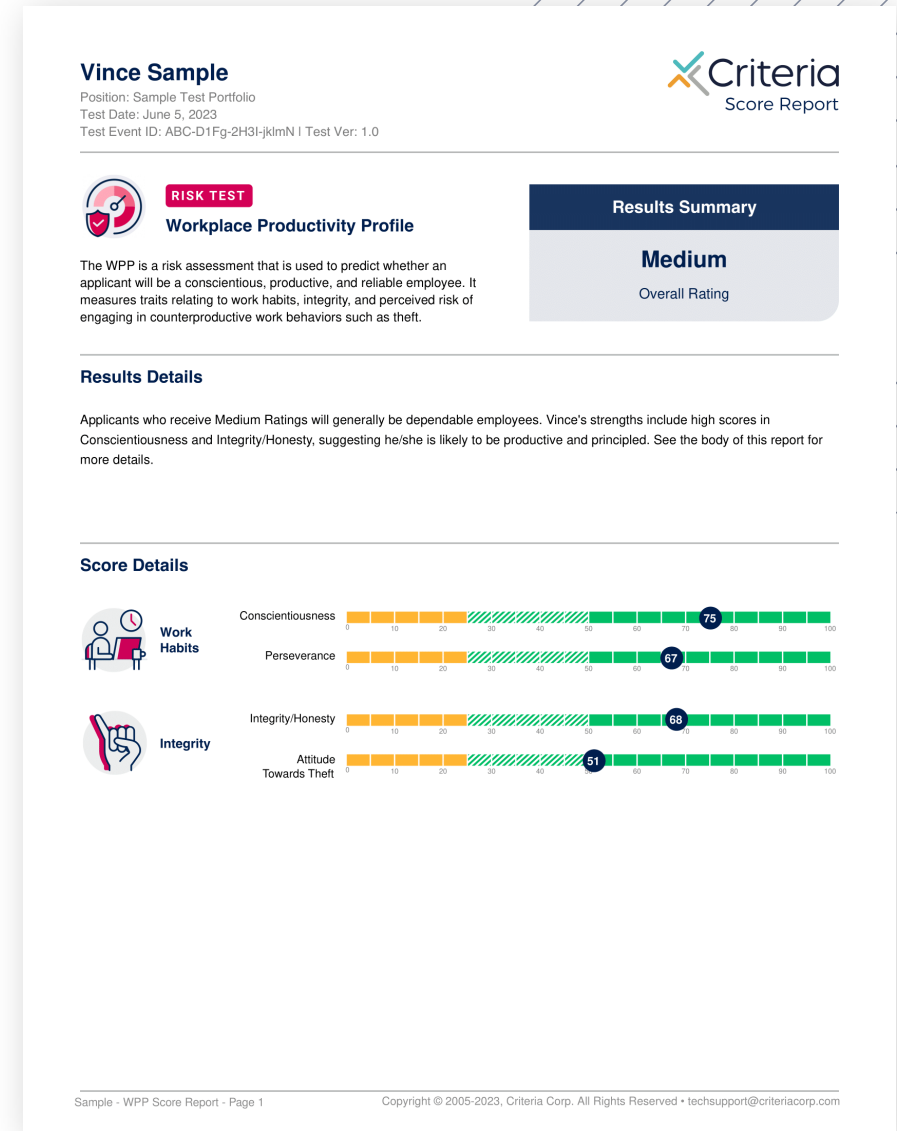 Vince Sample
Position: Sample Test Portfolio
Test Date: June 5, 2023
Test Event ID: ABC-D1Fg-2H3I-jklmN | Test Ver: 1.0
Criteria
Score Report
RISK TEST
Workplace Productivity Profile
The WPP is a risk assessment that is used to predict whether an
applicant will be a conscientious, productive, and reliable employee. It
measures traits relating to work habits, integrity, and perceived risk of
engaging in counterproductive work behaviors such as theft.
Results Summary
Medium
Overall Rating
Results Details
Applicants who receive Medium Ratings will generally be dependable employees. Vince's strengths include high scores in
Conscientiousness and Integrity/Honesty, suggesting he/she is likely to be productive and principled. See the body of this report for
more details.
Score Details
Work
Habits
Conscientiousness
75
0 10 20 30 40 50 60 70 80 90 100
Perseverance
67
0 10 20 30 40 50 60 70 80 90 100
Integrity
Integrity/Honesty
68
0 10 20 30 40 50 60 70 80 90 100
Attitude
Towards Theft
51
0 10 20 30 40 50 60 70 80 90 100
Sample - WPP Score Report - Page 1
Copyright © 2005-2023, Criteria Corp. All Rights Reserved • techsupport@criteriacorp.com